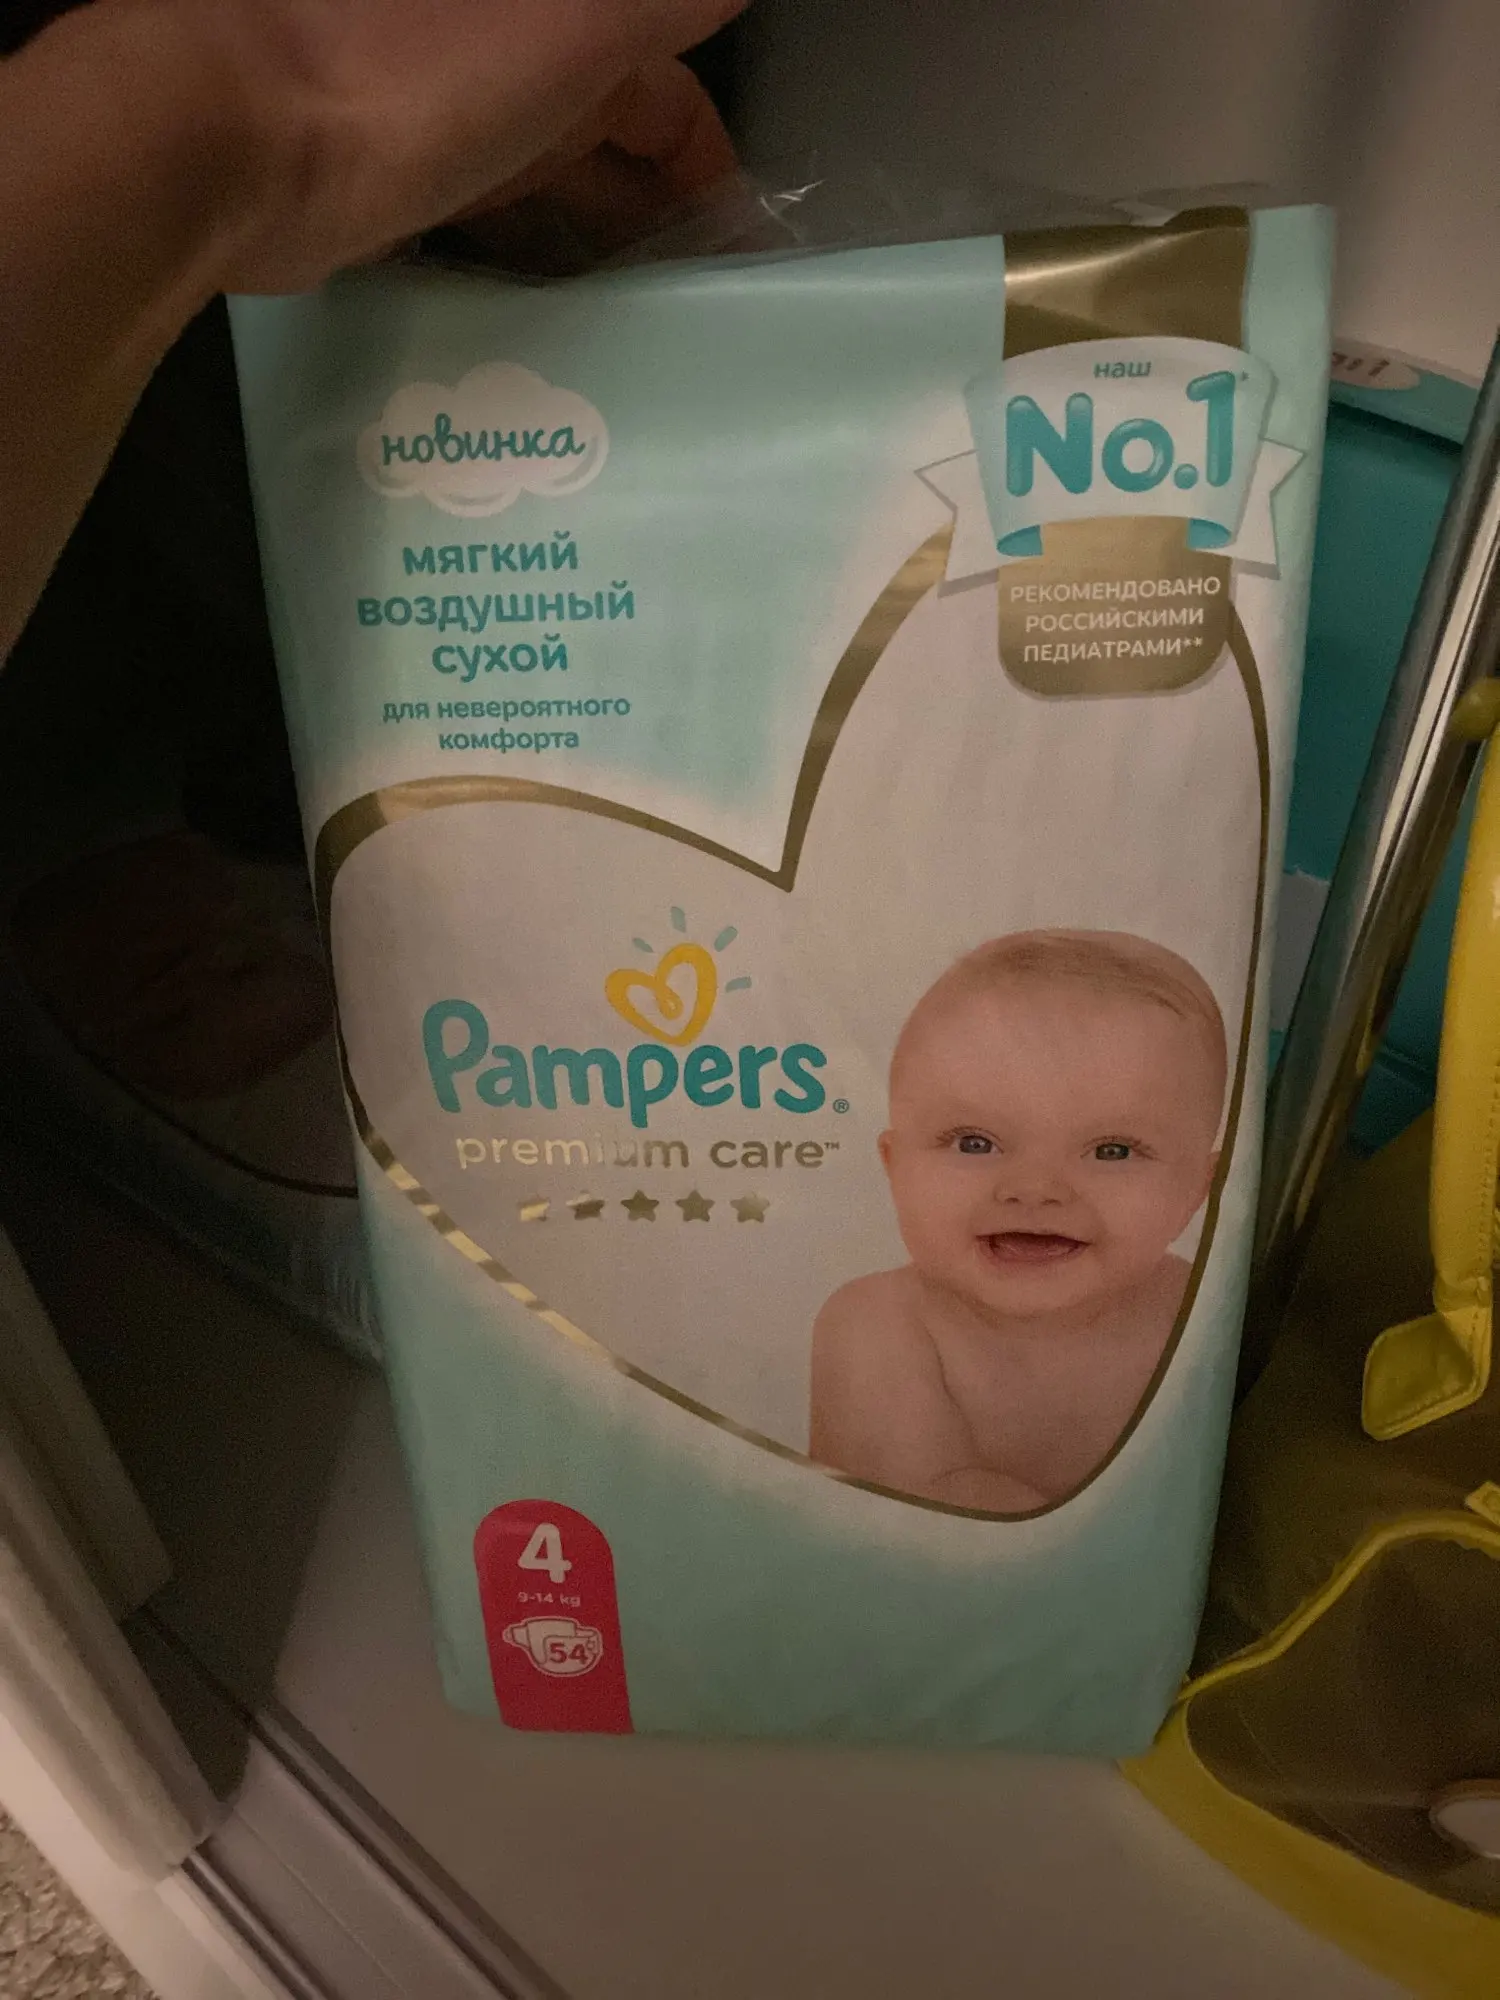 новинка
мягкий
воздушный
сухой
для невероятного
комфорта
наш
No.1*
РЕКОМЕНДОВАНО
РОССИЙСКИМИ
ПЕДИАТРАМИ**
Pampers®
premium care™
4
9-14 kg
54